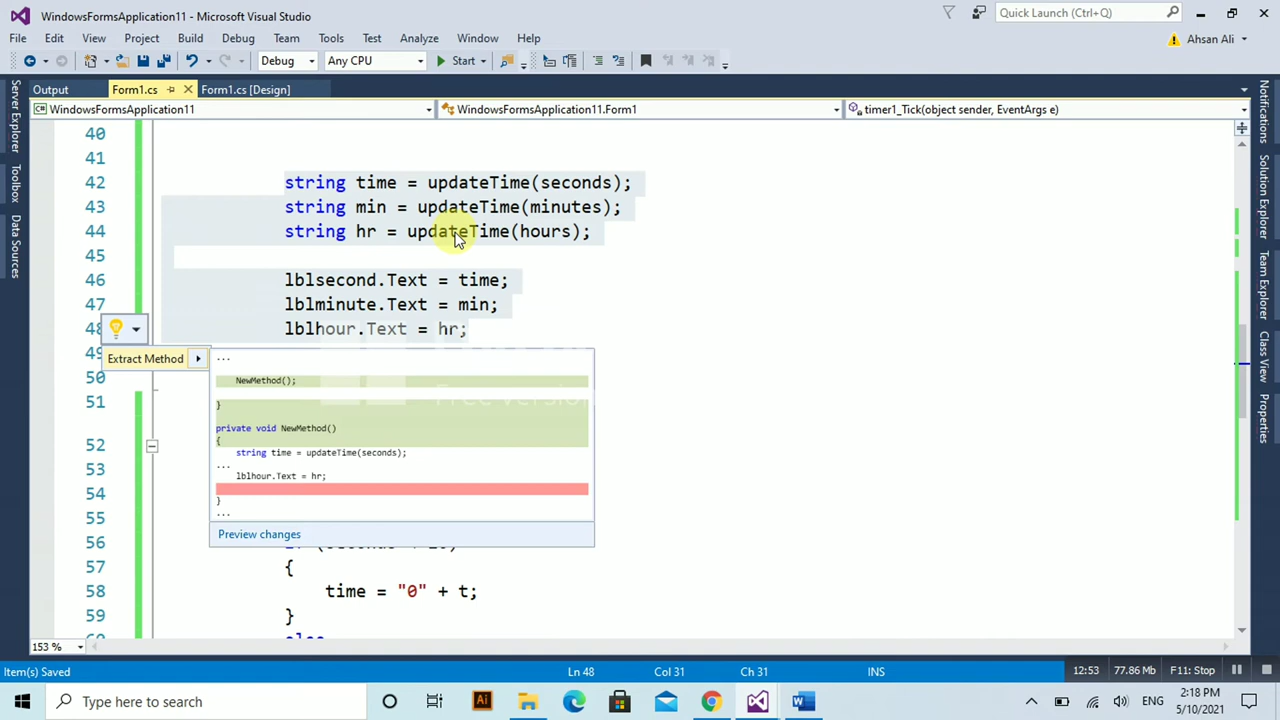 WindowsFormsApplication11 - Microsoft Visual Studio
Quick Launch (Ctrl+Q)
File Edit View Project Build Debug Team Tools Test Analyze Window Help
Ahsan Ali
Debug Any CPU Start
Output Form1.cs Form1.cs [Design]
WindowsFormsApplication11 WindowsFormsApplication11.Form1 timer1_Tick(object sender, EventArgs e)
Server Explorer
Toolbox
Data Sources
Notifications
Solution Explorer
Team Explorer
Class View
Properties
40
41
42 string time = updateTime(seconds);
43 string min = updateTime(minutes);
44 string hr = updateTime(hours);
45
46 lblsecond.Text = time;
47 lblminute.Text = min;
48 lblhour.Text = hr;
49
Extract Method
50
51
52
53
54
55
56
57 {
58 time = "0" + t;
59 }
...
NewMethod();
}
private void NewMethod()
{
string time = updateTime(seconds);
...
lblhour.Text = hr;
}
...
Preview changes
Free version
153 %
Item(s) Saved Ln 48 Col 31 Ch 31 INS 12:53 77.86 Mb F11: Stop
Type here to search
ENG
2:18 PM
5/10/2021